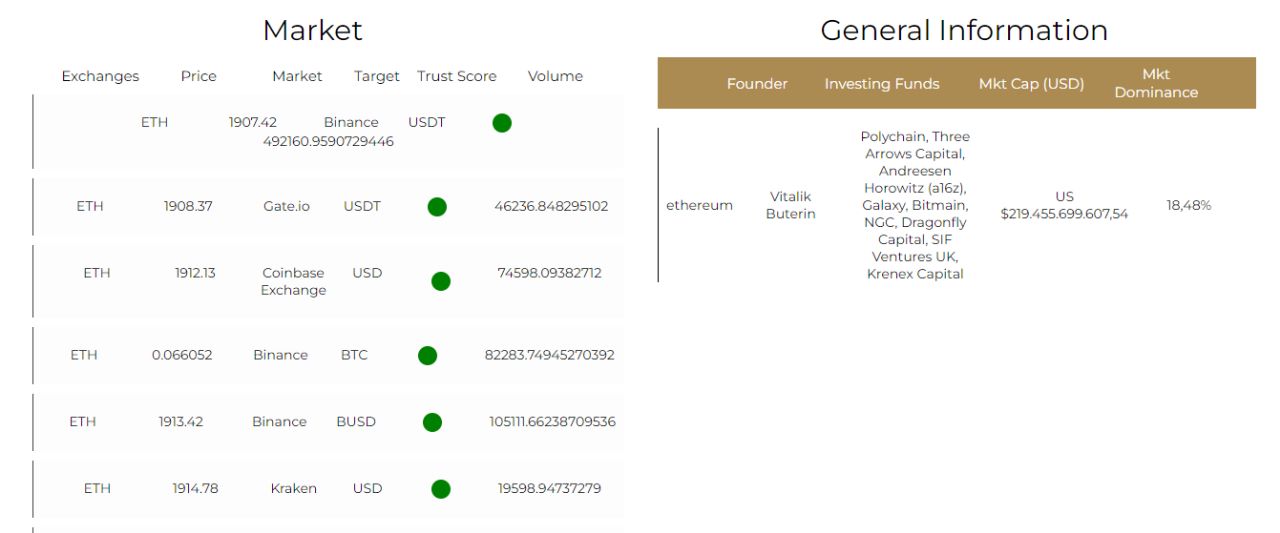 Market
Exchanges Price Market Target Trust Score Volume
ETH 1907.42 Binance USDT
492160.9590729446
ETH 1908.37 Gate.io USDT 46236.848295102
ETH 1912.13 Coinbase USD 74598.09382712
Exchange
ETH 0.066052 Binance BTC 82283.74945270392
ETH 1913.42 Binance BUSD 105111.66238709536
ETH 1914.78 Kraken USD 19598.94737279
General Information
Founder Investing Funds Mkt Cap (USD) Mkt
Dominance
Polychain, Three
Arrows Capital,
Andreesen
Horowitz (a16z),
Galaxy, Bitmain,
NGC, Dragonfly
Capital, SIF
Ventures UK,
Krenex Capital
ethereum
Vitalik
Buterin
US
$219.455.699.607,54
18,48%